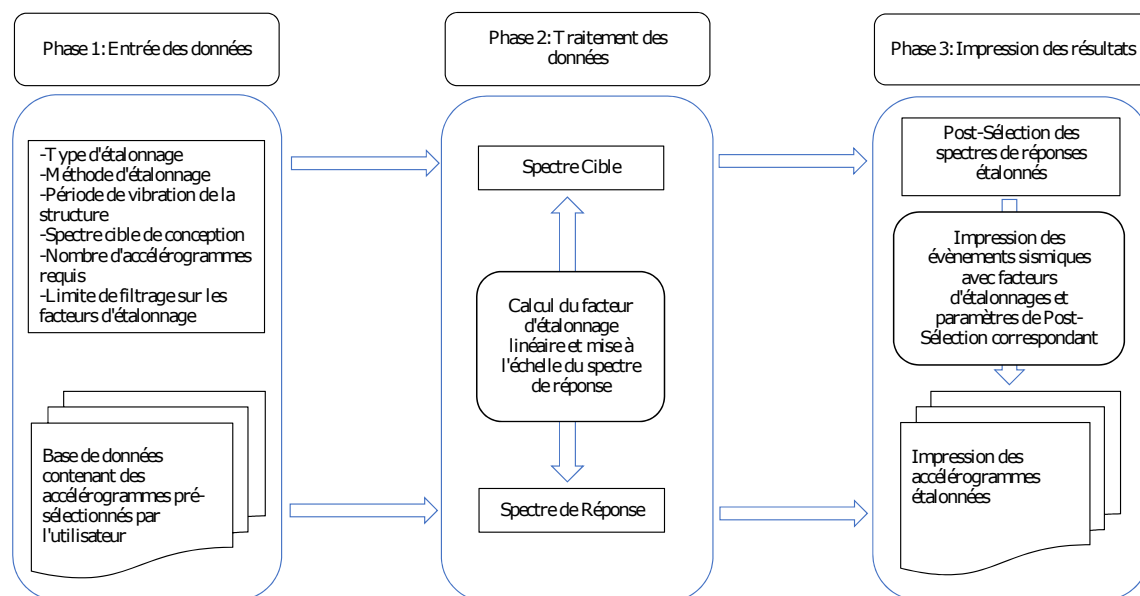 Phase 1: Entrée des données
-Type d'étalonnage
-Méthode d'étalonnage
-Période de vibration de la
structure
-Spectre cible de conception
-Nombre d'accélérogrammes
requis
-Limite de filtrage sur les
facteurs d'étalonnage
Base de données
contenant des
accélérogrammes pré-
sélectionnés par
l'utilisateur
Phase 2: Traitement des
données
Spectre Cible
Calcul du facteur
d'étalonnage
linéaire et mise à
l'échelle du spectre
de réponse
Spectre de Réponse
Phase 3: Impression des résultats
Post-Sélection des
spectres de réponses
étalonnés
Impression des
évènements sismiques
avec facteurs
d'étalonnages et
paramètres de Post-
Sélection correspondant
Impression des
accélérogrammes
étalonnées